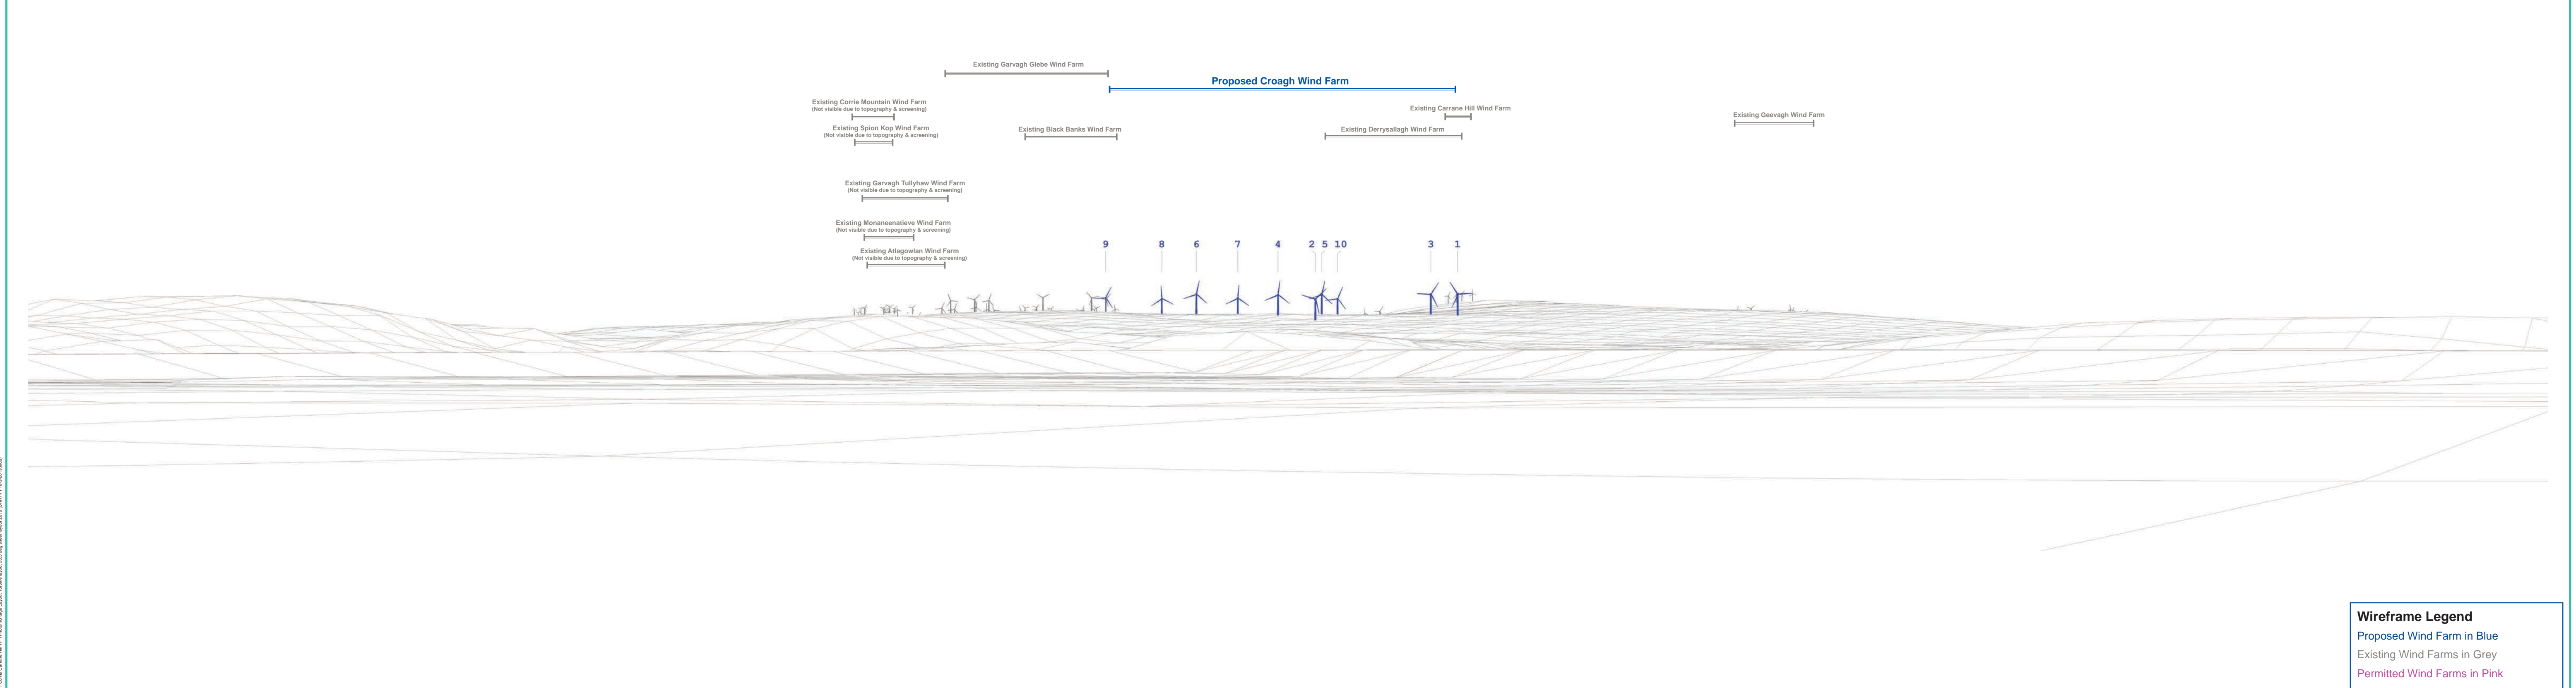 Existing Garvagh Glebe Wind Farm
Proposed Croagh Wind Farm
Existing Corrie Mountain Wind Farm
(Not visible due to topography & screening)
Existing Carrane Hill Wind Farm
Existing Geevagh Wind Farm
Existing Spion Kop Wind Farm
(Not visible due to topography & screening)
Existing Black Banks Wind Farm
Existing Derrysallagh Wind Farm
Existing Garvagh Tullyhaw Wind Farm
(Not visible due to topography & screening)
Existing Monaneenatieve Wind Farm
(Not visible due to topography & screening)
Existing Altagowlan Wind Farm
(Not visible due to topography & screening)
9 8 6 7 4 2 5 10 3 1
Wireframe Legend
Proposed Wind Farm in Blue
Existing Wind Farms in Grey
Permitted Wind Farms in Pink